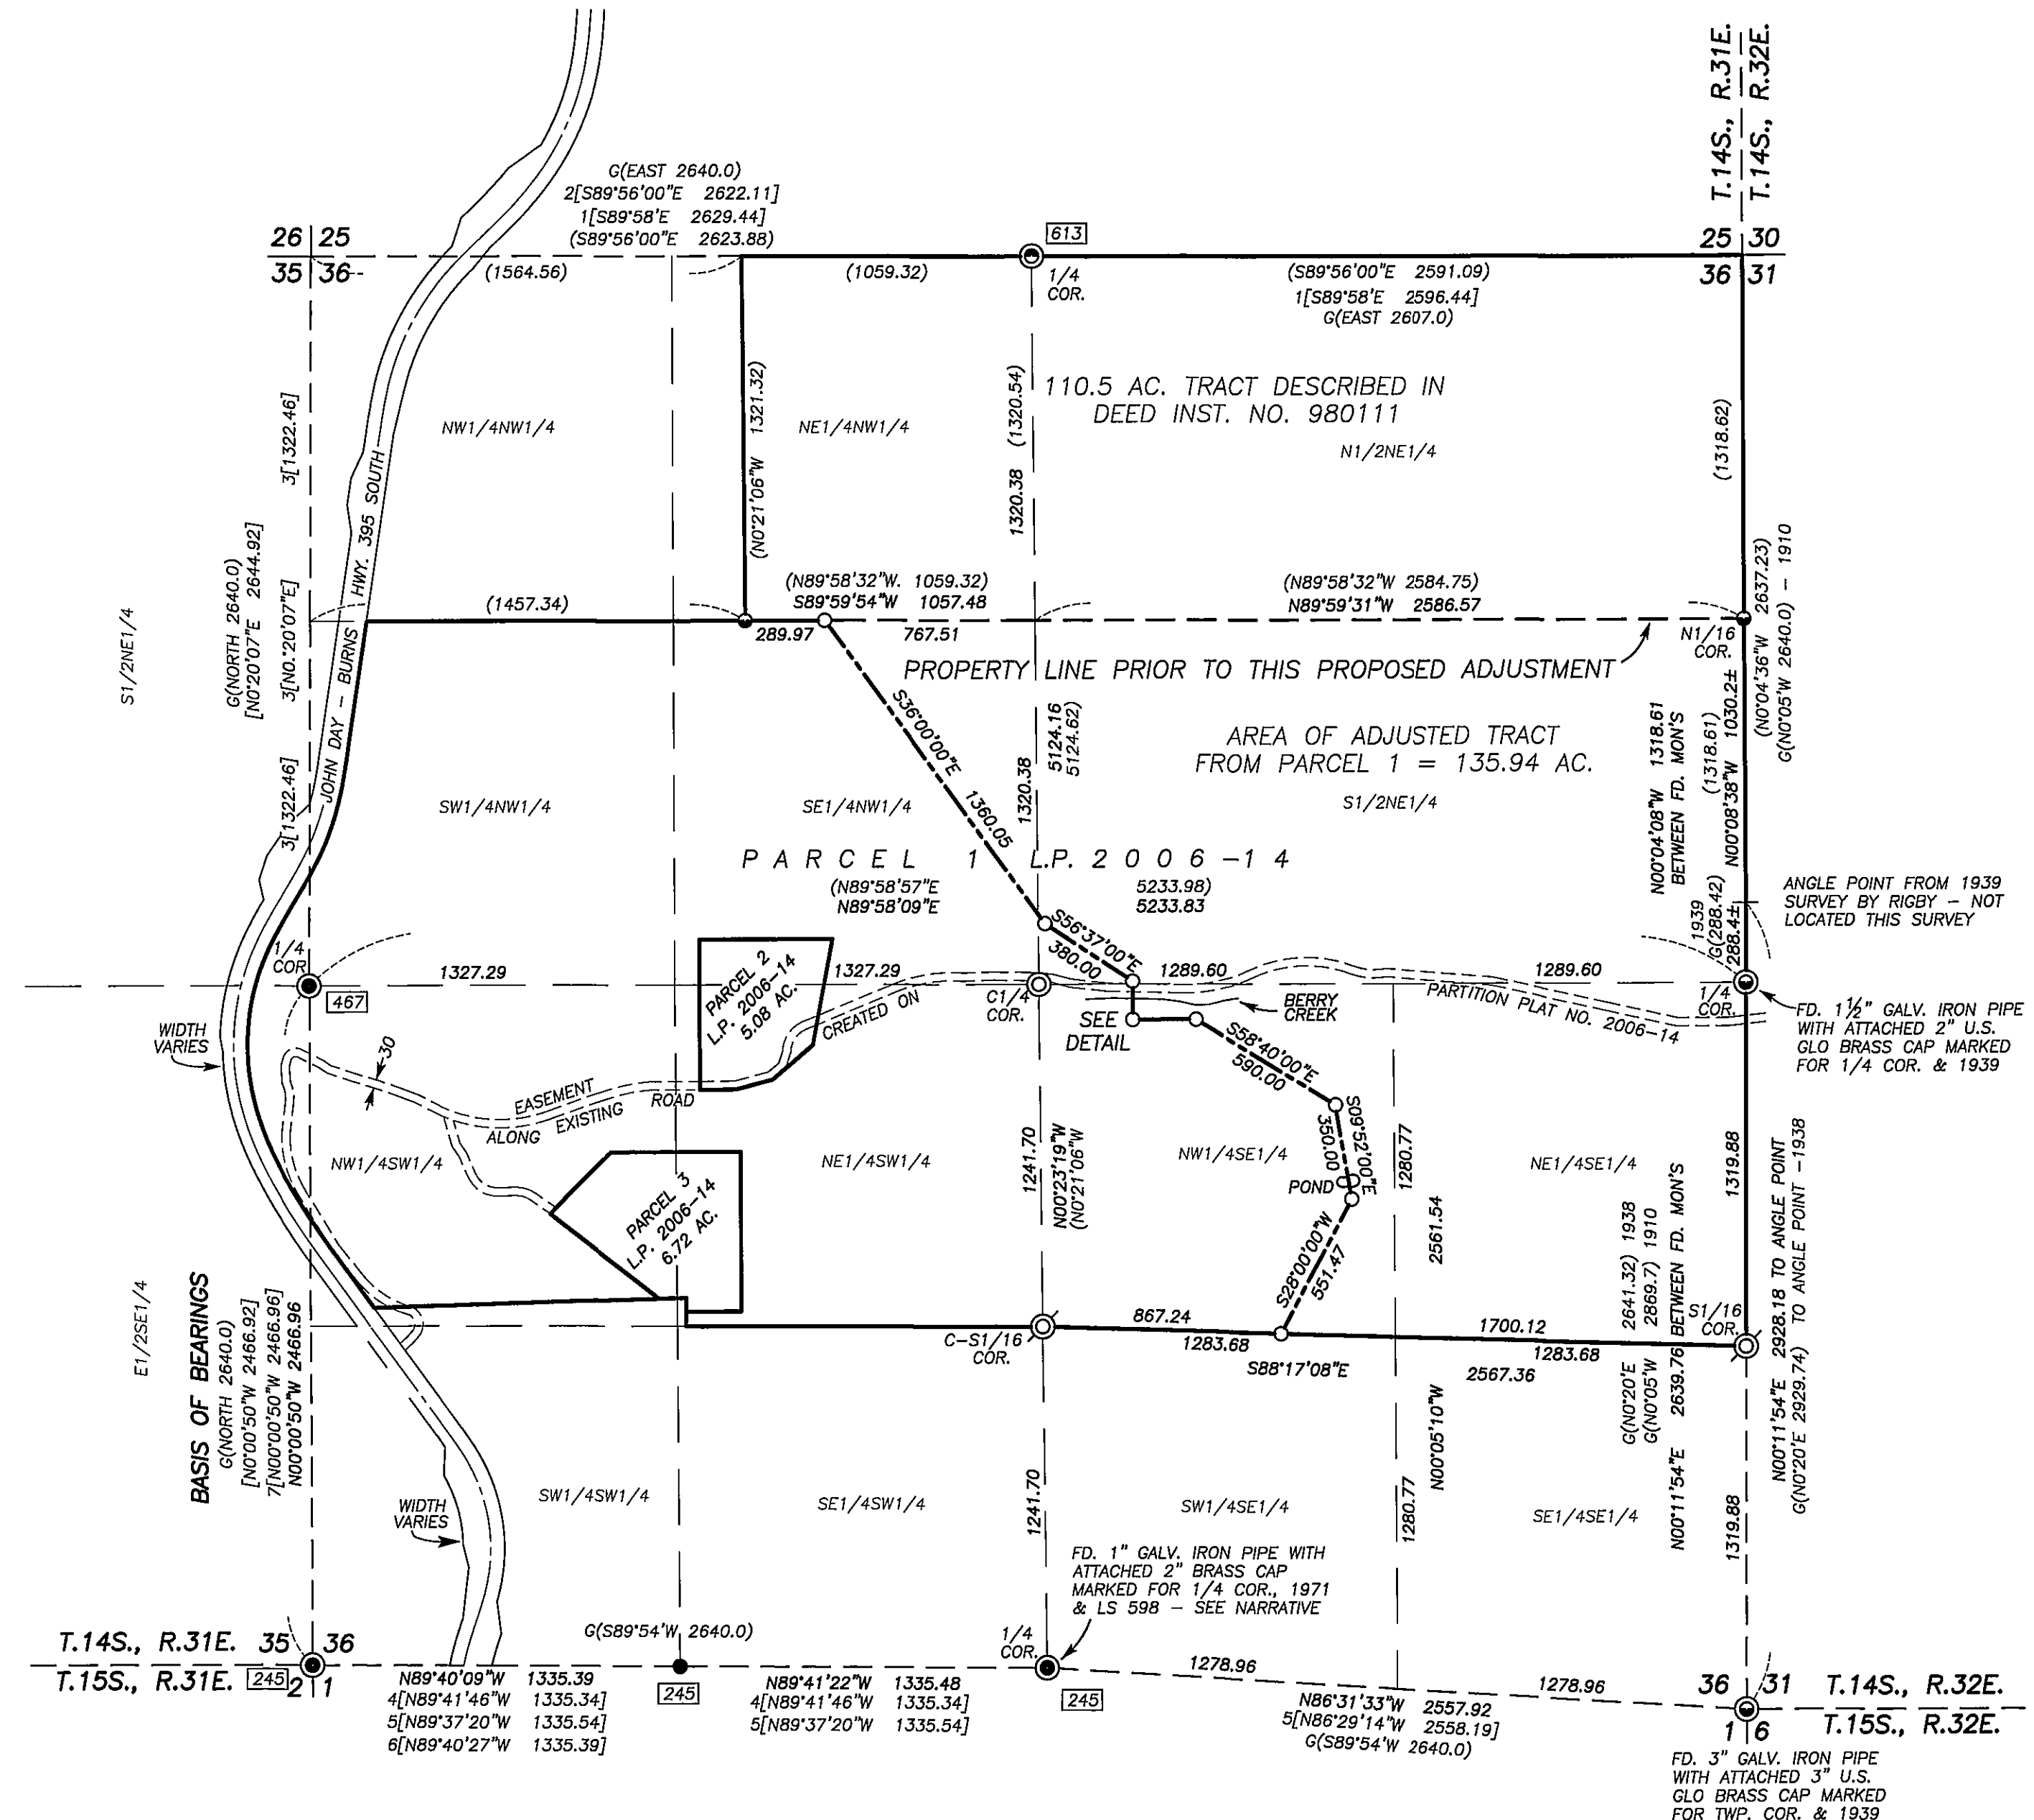 T.14S., R.31E.
T.14S., R.32E.
G(EAST 2640.0)
2[S89°56'00"E 2622.11]
1[S89°58'E 2629.44]
(S89°56'00"E 2623.88)
613
26 25
35 36
25 30
36 31
(1564.56)
(1059.32)
1/4
COR.
(S89°56'00"E 2591.09)
1[S89°58'E 2596.44]
G(EAST 2607.0)
110.5 AC. TRACT DESCRIBED IN
DEED INST. NO. 980111
NW1/4NW1/4
NE1/4NW1/4
N1/2NE1/4
3[1322.46]
(N0°21'06"W 1321.32)
1320.38 (1320.54)
(1318.62)
JOHN DAY - BURNS HWY. 395 SOUTH
S1/2NE1/4
G(NORTH 2640.0)
[N0°20'07"E 2644.92]
3[N0.°20'07"E]
3[1322.46]
(1457.34)
(N89°58'32"W. 1059.32)
S89°59'54"W 1057.48
289.97
767.51
(N89°58'32"W 2584.75)
N89°59'31"W 2586.57
N1/16
COR.
(N0°04'36"W 2637.23)
G(N0°05'W 2640.0) - 1910
PROPERTY LINE PRIOR TO THIS PROPOSED ADJUSTMENT
AREA OF ADJUSTED TRACT
FROM PARCEL 1 = 135.94 AC.
S36°00'00"E 1360.05
1320.38
5124.16
5124.62)
N00°04'08"W 1318.61
BETWEEN FD. MON'S
(1318.61)
N00°08'38"W 1030.2±
1939
G(288.42)
288.4±
SW1/4NW1/4
SE1/4NW1/4
S1/2NE1/4
PARCEL 1 L.P. 2006-14
(N89°58'57"E 5233.98)
N89°58'09"E 5233.83
ANGLE POINT FROM 1939
SURVEY BY RIGBY - NOT
LOCATED THIS SURVEY
1/4
COR
467
1327.29
PARCEL 2
L.P. 2006-14
5.08 AC.
1327.29
S56°37'00"E
380.00
1289.60
1289.60
C1/4
COR.
SEE
DETAIL
BERRY
CREEK
PARTITION PLAT NO. 2006-14
1/4
COR.
FD. 1½" GALV. IRON PIPE
WITH ATTACHED 2" U.S.
GLO BRASS CAP MARKED
FOR 1/4 COR. & 1939
WIDTH
VARIES
30
EASEMENT
ALONG EXISTING ROAD
CREATED ON
S58°40'00"E
590.00
S09°52'00"E
350.00
POND
S28°00'00"W
551.47
NW1/4SW1/4
NE1/4SW1/4
NW1/4SE1/4
NE1/4SE1/4
1241.70
N00°23'19"W
(N0°21'06"W
1280.77
2561.54
1319.88
PARCEL 3
L.P. 2006-14
6.72 AC.
G(N0°20'E 2641.32) 1938
G(N0°05'W 2869.7) 1910
N00°11'54"E 2639.76 BETWEEN FD. MON'S
N00°11'54"E 2928.18 TO ANGLE POINT
G(N0°20'E 2929.74) TO ANGLE POINT -1938
S1/16
COR.
C-S1/16
COR.
867.24
1283.68
S88°17'08"E
1700.12
1283.68
2567.36
E1/2SE1/4
BASIS OF BEARINGS
G(NORTH 2640.0)
[N0°00'50"W 2466.92]
7[N00°00'50"W 2466.96]
N00°00'50"W 2466.96
WIDTH
VARIES
SW1/4SW1/4
SE1/4SW1/4
SW1/4SE1/4
SE1/4SE1/4
1241.70
1280.77
N00°05'10"W
1319.88
FD. 1" GALV. IRON PIPE WITH
ATTACHED 2" BRASS CAP
MARKED FOR 1/4 COR., 1971
& LS 598 - SEE NARRATIVE
G(S89°54'W 2640.0)
1/4
COR.
T.14S., R.31E. 35 36
T.15S., R.31E. 245 2 1
N89°40'09"W 1335.39
4[N89°41'46"W 1335.34]
5[N89°37'20"W 1335.54]
6[N89°40'27"W 1335.39]
245
N89°41'22"W 1335.48
4[N89°41'46"W 1335.34]
5[N89°37'20"W 1335.54]
245
1278.96
1278.96
N86°31'33"W 2557.92
5[N86°29'14"W 2558.19]
G(S89°54'W 2640.0)
36 31 T.14S., R.32E.
1 6 T.15S., R.32E.
FD. 3" GALV. IRON PIPE
WITH ATTACHED 3" U.S.
GLO BRASS CAP MARKED
FOR TWP. COR. & 1939